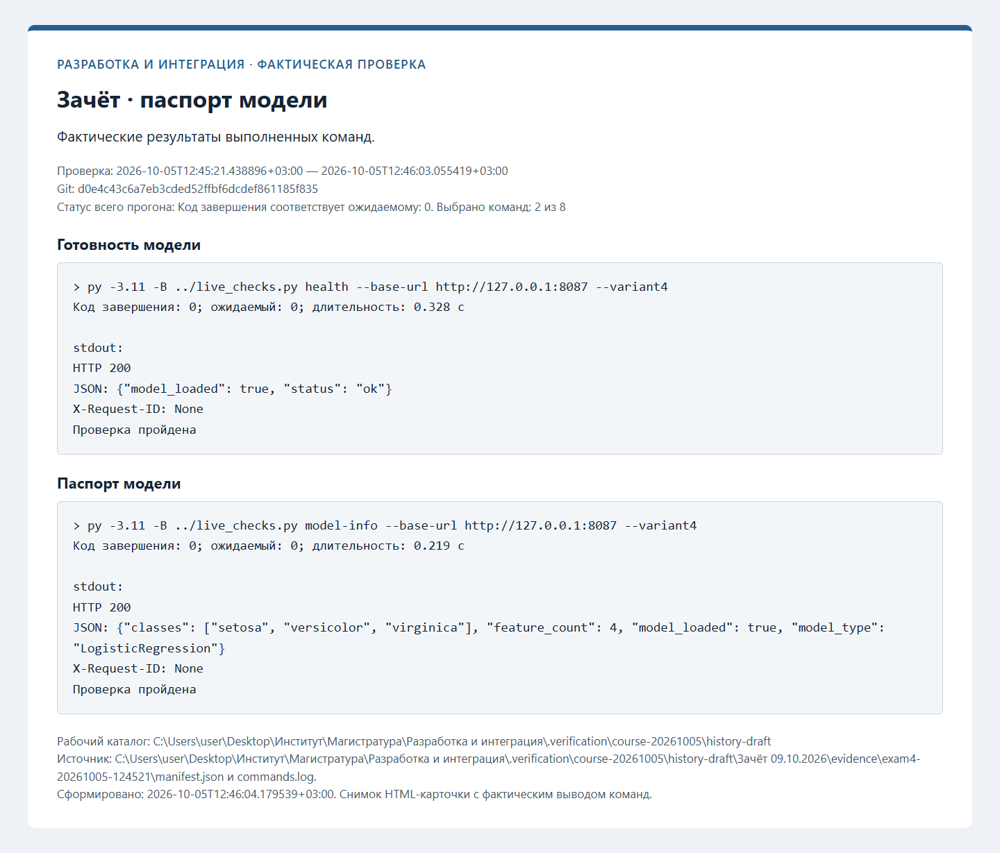 РАЗРАБОТКА И ИНТЕГРАЦИЯ · ФАКТИЧЕСКАЯ ПРОВЕРКА
Зачёт · паспорт модели
Фактические результаты выполненных команд.
Проверка: 2026-10-05T12:45:21.438896+03:00 — 2026-10-05T12:46:03.055419+03:00
Git: d0e4c43c6a7eb3cded52ffbf6dcdef861185f835
Статус всего прогона: Код завершения соответствует ожидаемому: 0. Выбрано команд: 2 из 8
Готовность модели
> py -3.11 -B ../live_checks.py health --base-url http://127.0.0.1:8087 --variant4
Код завершения: 0; ожидаемый: 0; длительность: 0.328 с
stdout:
HTTP 200
JSON: {"model_loaded": true, "status": "ok"}
X-Request-ID: None
Проверка пройдена
Паспорт модели
> py -3.11 -B ../live_checks.py model-info --base-url http://127.0.0.1:8087 --variant4
Код завершения: 0; ожидаемый: 0; длительность: 0.219 с
stdout:
HTTP 200
JSON: {"classes": ["setosa", "versicolor", "virginica"], "feature_count": 4, "model_loaded": true, "model_type":
"LogisticRegression"}
X-Request-ID: None
Проверка пройдена
Рабочий каталог: C:\Users\user\Desktop\Институт\Магистратура\Разработка и интеграция\.verification\course-20261005\history-draft
Источник: C:\Users\user\Desktop\Институт\Магистратура\Разработка и интеграция\.verification\course-20261005\history-draft\Зачёт 09.10.2026\evidence\exam4-
20261005-124521\manifest.json и commands.log.
Сформировано: 2026-10-05T12:46:04.179539+03:00. Снимок HTML-карточки с фактическим выводом команд.